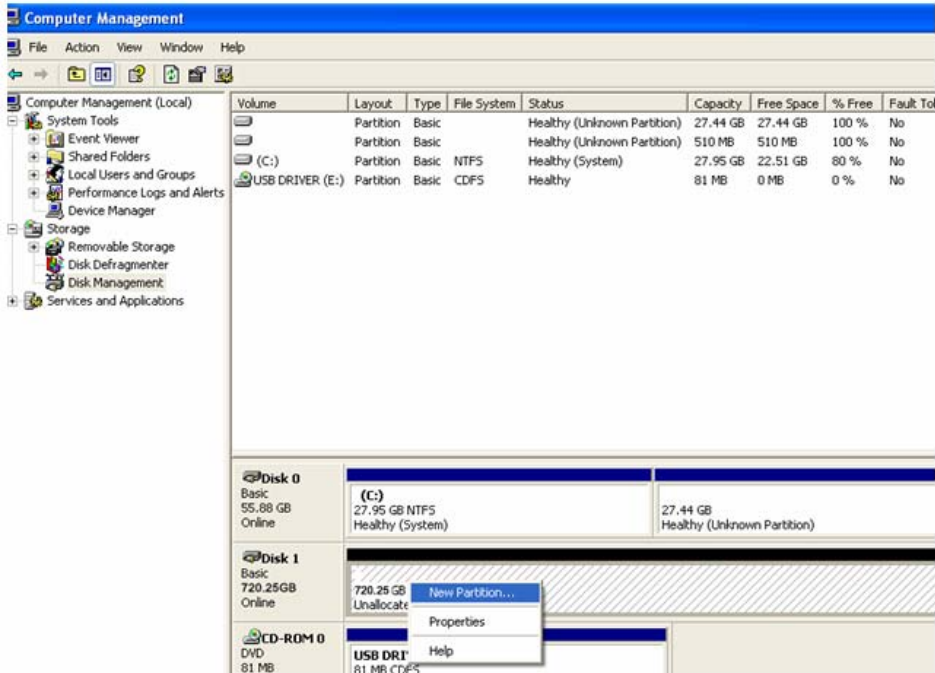 Computer Management
File Action View Window Help
Computer Management (Local)
System Tools
Event Viewer
Shared Folders
Local Users and Groups
Performance Logs and Alerts
Device Manager
Storage
Removable Storage
Disk Defragmenter
Disk Management
Services and Applications
Volume Layout Type File System Status Capacity Free Space % Free Fault Tol
Partition Basic Healthy (Unknown Partition) 27.44 GB 27.44 GB 100 % No
Partition Basic Healthy (Unknown Partition) 510 MB 510 MB 100 % No
(C:) Partition Basic NTFS Healthy (System) 27.95 GB 22.51 GB 80 % No
USB DRIVER (E:) Partition Basic CDFS Healthy 81 MB 0 MB 0 % No
Disk 0
Basic
55.88 GB
Online
(C:)
27.95 GB NTFS
Healthy (System)
27.44 GB
Healthy (Unknown Partition)
Disk 1
Basic
720.25GB
Online
720.25 GB
Unallocate
New Partition...
Properties
Help
CD-ROM 0
DVD
81 MB
USB DRI
81 MB CDFS